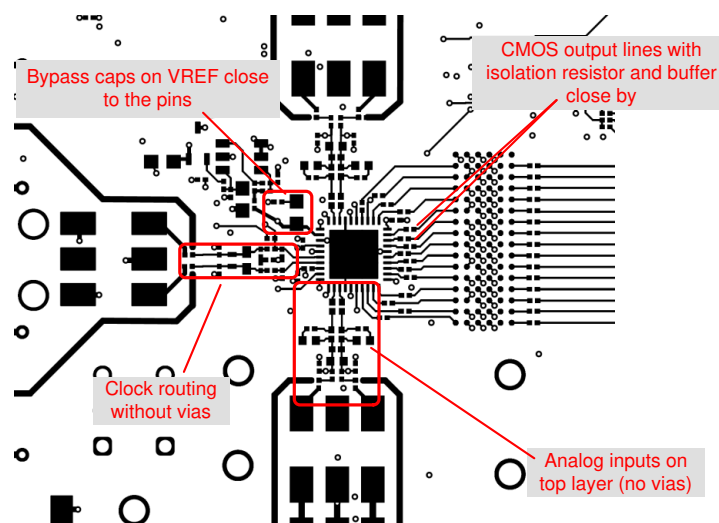 Bypass caps on VREF close
to the pins
CMOS output lines with
isolation resistor and buffer
close by
Clock routing
without vias
Analog inputs on
top layer (no vias)